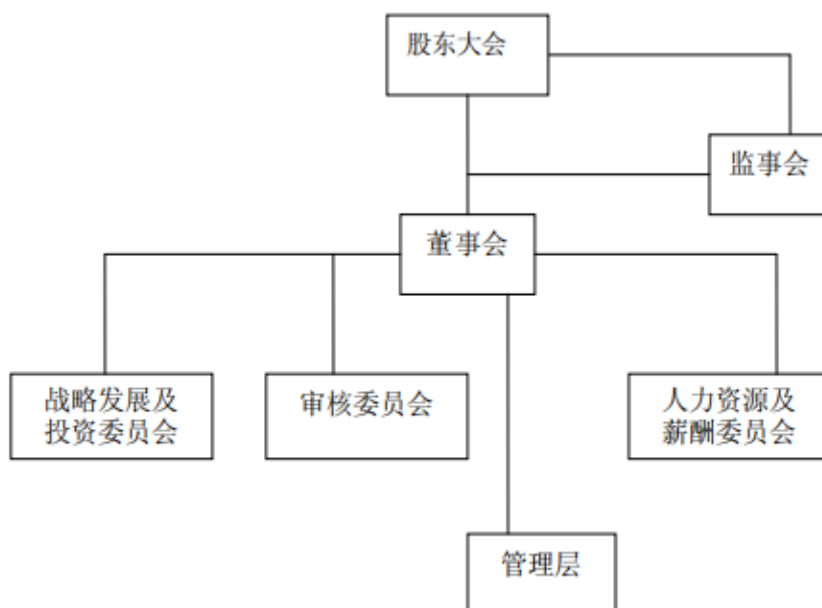 股东大会
监事会
董事会
战略发展及
投资委员会
审核委员会
人力资源及
薪酬委员会
管理层